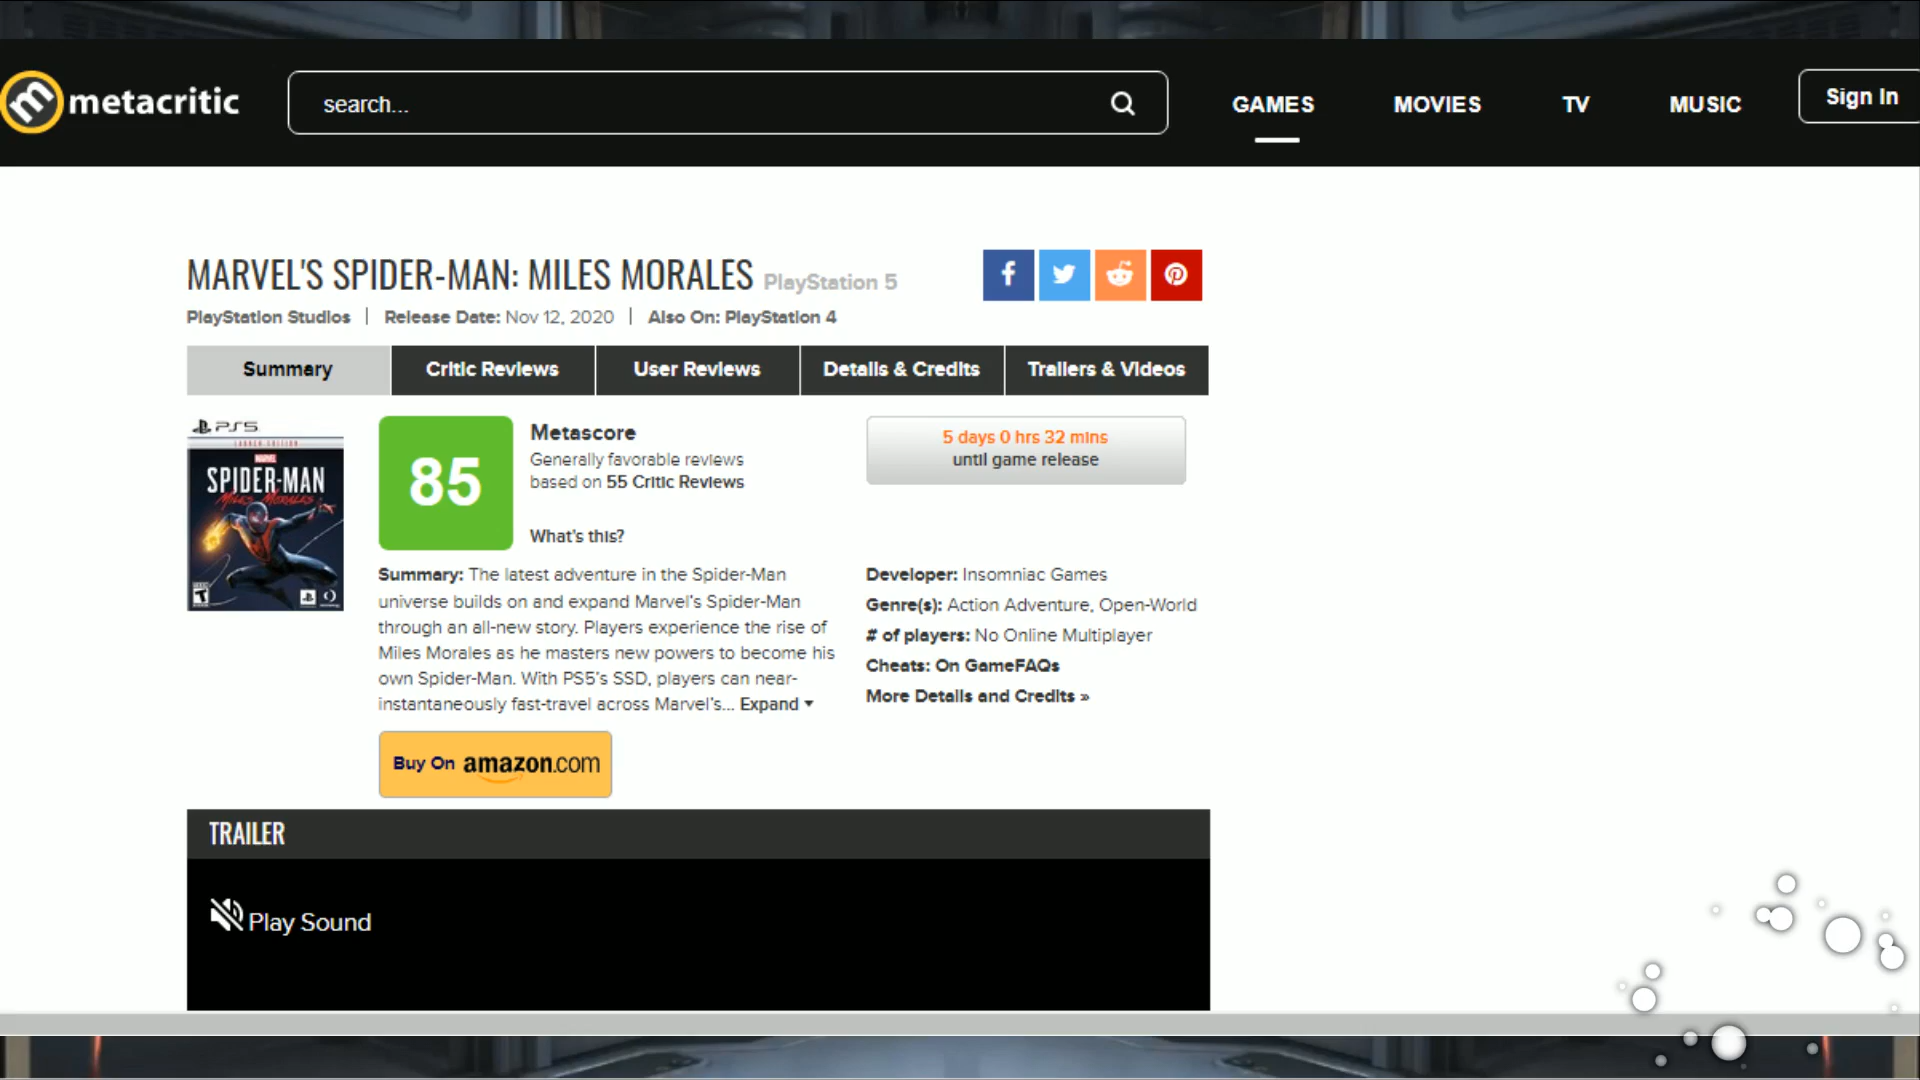 metacritic
search...
GAMES
MOVIES
TV
MUSIC
Sign In
MARVEL'S SPIDER-MAN: MILES MORALES PlayStation 5
PlayStation Studios | Release Date: Nov 12, 2020 | Also On: PlayStation 4
Summary
Critic Reviews
User Reviews
Details & Credits
Trailers & Videos
PS5
LAUNCH EDITION
MARVEL
SPIDER-MAN
Miles Morales
T
85
Metascore
Generally favorable reviews
based on 55 Critic Reviews
What's this?
5 days 0 hrs 32 mins
until game release
Summary: The latest adventure in the Spider-Man
universe builds on and expand Marvel's Spider-Man
through an all-new story. Players experience the rise of
Miles Morales as he masters new powers to become his
own Spider-Man. With PS5's SSD, players can near-
instantaneously fast-travel across Marvel's... Expand
Developer: Insomniac Games
Genre(s): Action Adventure, Open-World
# of players: No Online Multiplayer
Cheats: On GameFAQs
More Details and Credits »
Buy On amazon.com
TRAILER
Play Sound